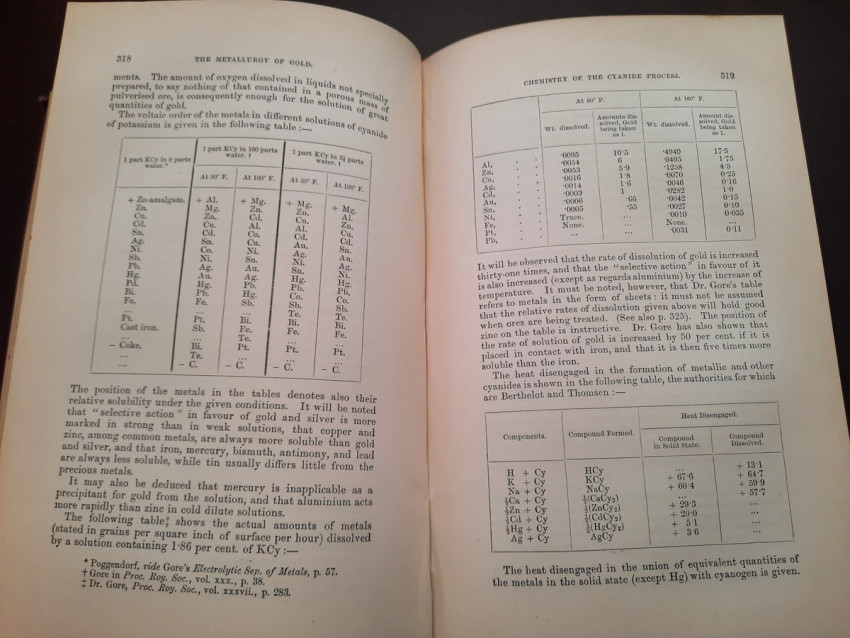 318
THE METALLURGY OF GOLD.
ments. The amount of oxygen dissolved in liquids not specially
prepared, to say nothing of that contained in a porous mass of
pulverised ore, is consequently enough for the solution of great
quantities of gold.
The voltaic order of the metals in different solutions of cyanide
of potassium is given in the following table :—
1 part KCy in 8 parts water.*
1 part KCy in 160 parts water. †
1 part KCy in 3½ parts water. †
At 50° F. At 100° F. At 50° F. At 100° F.
+ Zn-amalgam. + Al. + Mg. + Mg. + Mg.
Zn. Mg. Zn. Zn. Al.
Cu. Zn. Cd. Cu. Zn.
Cd. Cu. Al. Al. Cu.
Sn. Cd. Co. Cd. Cd.
Ag. Sn. Cu. Au. Sn.
Ni. Co. Ni. Ag. Au.
Sb. Ni. Sn. Sn. Ag.
Pb. Ag. Au. Ni. Ni.
Hg. Au. Ag. Hg.
Pd. Hg. Pb. Pb.
Bi. Pb. Hg. Co. Co.
Fe. Fe. Sb. Sb. Sb.
... ... ... Te. Te.
Pt. Pt. Bi. Bi. Bi.
Cast iron. Sb. Fe. Fe. Fe.
... ... Te. ... ...
– Coke. Bi. Pt. Pt. Pt.
... Te. ... ... ...
... – C. – C. – C. – C.
The position of the metals in the tables denotes also their
relative solubility under the given conditions. It will be noted
that "selective action" in favour of gold and silver is more
marked in strong than in weak solutions, that copper and
zinc, among common metals, are always more soluble than gold
and silver, and that iron, mercury, bismuth, antimony, and lead
are always less soluble, while tin usually differs little from the
precious metals.
It may also be deduced that mercury is inapplicable as a
precipitant for gold from the solution, and that aluminium acts
more rapidly than zinc in cold dilute solutions.
The following table‡ shows the actual amounts of metals
(stated in grains per square inch of surface per hour) dissolved
by a solution containing 1·86 per cent. of KCy :—
* Poggendorf, vide Gore's Electrolytic Sep. of Metals, p. 57.
† Gore in Proc. Roy. Soc., vol. xxx., p. 38.
‡ Dr. Gore, Proc. Roy. Soc., vol. xxxvii., p. 283.
CHEMISTRY OF THE CYANIDE PROCESS.
319
At 60° F. At 160° F.
Wt. dissolved. Amounts dissolved, Gold being taken as 1. Wt. dissolved. Amount dissolved, Gold being taken as 1.
Al, . . ·0095 10·5 ·4940 17·5
Zn, . . ·0054 6 ·0495 1·75
Cu, . . ·0053 5·9 ·1258 4·5
Ag, . . ·0016 1·8 ·0070 0·25
Cd, . . ·0014 1·6 ·0046 0·16
Au, . . ·0009 1 ·0282 1·0
Sn, . . ·0006 ·66 ·0042 0·15
Ni, . . ·0005 ·55 ·0027 0·10
Fe, . . Trace. ... ·0010 0·035
Pt, . . None. ... None. ...
Pb, . . ... ... ·0031 0·11
It will be observed that the rate of dissolution of gold is increased
thirty-one times, and that the "selective action" in favour of it
is also increased (except as regards aluminium) by the increase of
temperature. It must be noted, however, that Dr. Gore's table
refers to metals in the form of sheets : it must not be assumed
that the relative rates of dissolution given above will hold good
when ores are being treated. (See also p. 325). The position of
zinc on the table is instructive. Dr. Gore has also shown that
the rate of solution of gold is increased by 50 per cent. if it is
placed in contact with iron, and that it is then five times more
soluble than the iron.
The heat disengaged in the formation of metallic and other
cyanides is shown in the following table, the authorities for which
are Berthelot and Thomsen :—
Components. Compound Formed. Heat Disengaged.
Compound in Solid State. Compound Dissolved.
H + Cy HCy ... + 13·1
K + Cy KCy + 67·6 + 64·7
Na + Cy NaCy + 60·4 + 59·9
½Ca + Cy ½(CaCy₂) ... + 57·7
½Zn + Cy ½(ZnCy₂) + 29·3 ...
½Cd + Cy ½(CdCy₂) + 20·0 ...
½Hg + Cy ½(HgCy₂) + 5·1 ...
Ag + Cy AgCy + 3·6 ...
The heat disengaged in the union of equivalent quantities of
the metals in the solid state (except Hg) with cyanogen is given.